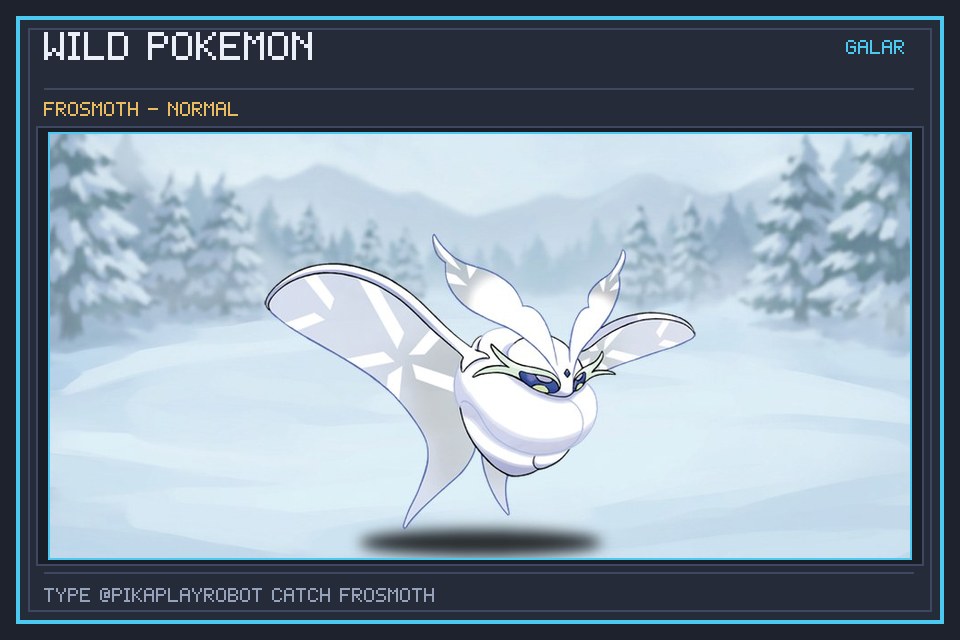 WILD POKEMON
GALAR
FROSMOTH - NORMAL
TYPE @PIKAPLAYROBOT CATCH FROSMOTH